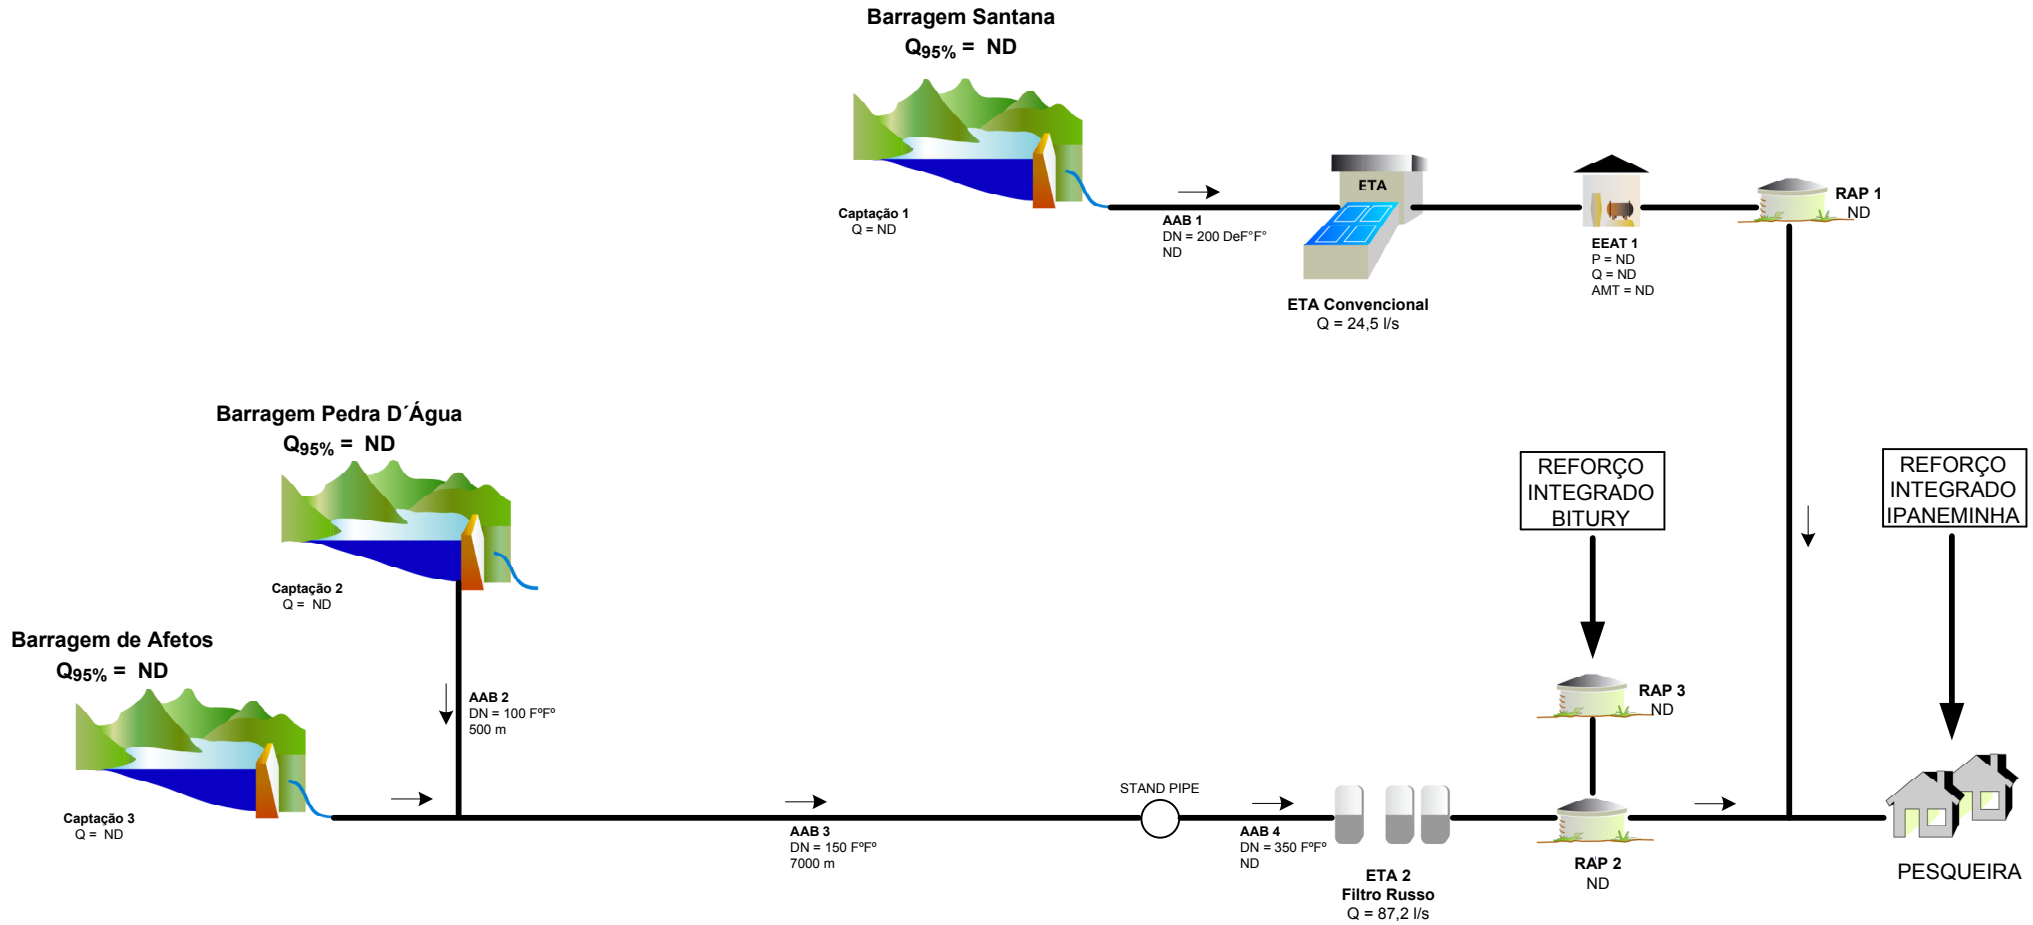 Barragem Santana
Q95% = ND
Captação 1
Q = ND
AAB 1
DN = 200 DeF°F°
ND
ETA
ETA Convencional
Q = 24,5 l/s
EEAT 1
P = ND
Q = ND
AMT = ND
RAP 1
ND
Barragem Pedra D´Água
Q95% = ND
Captação 2
Q = ND
AAB 2
DN = 100 FºFº
500 m
Barragem de Afetos
Q95% = ND
Captação 3
Q = ND
AAB 3
DN = 150 FºFº
7000 m
STAND PIPE
AAB 4
DN = 350 FºFº
ND
ETA 2
Filtro Russo
Q = 87,2 l/s
REFORÇO
INTEGRADO
BITURY
RAP 3
ND
RAP 2
ND
REFORÇO
INTEGRADO
IPANEMINHA
PESQUEIRA